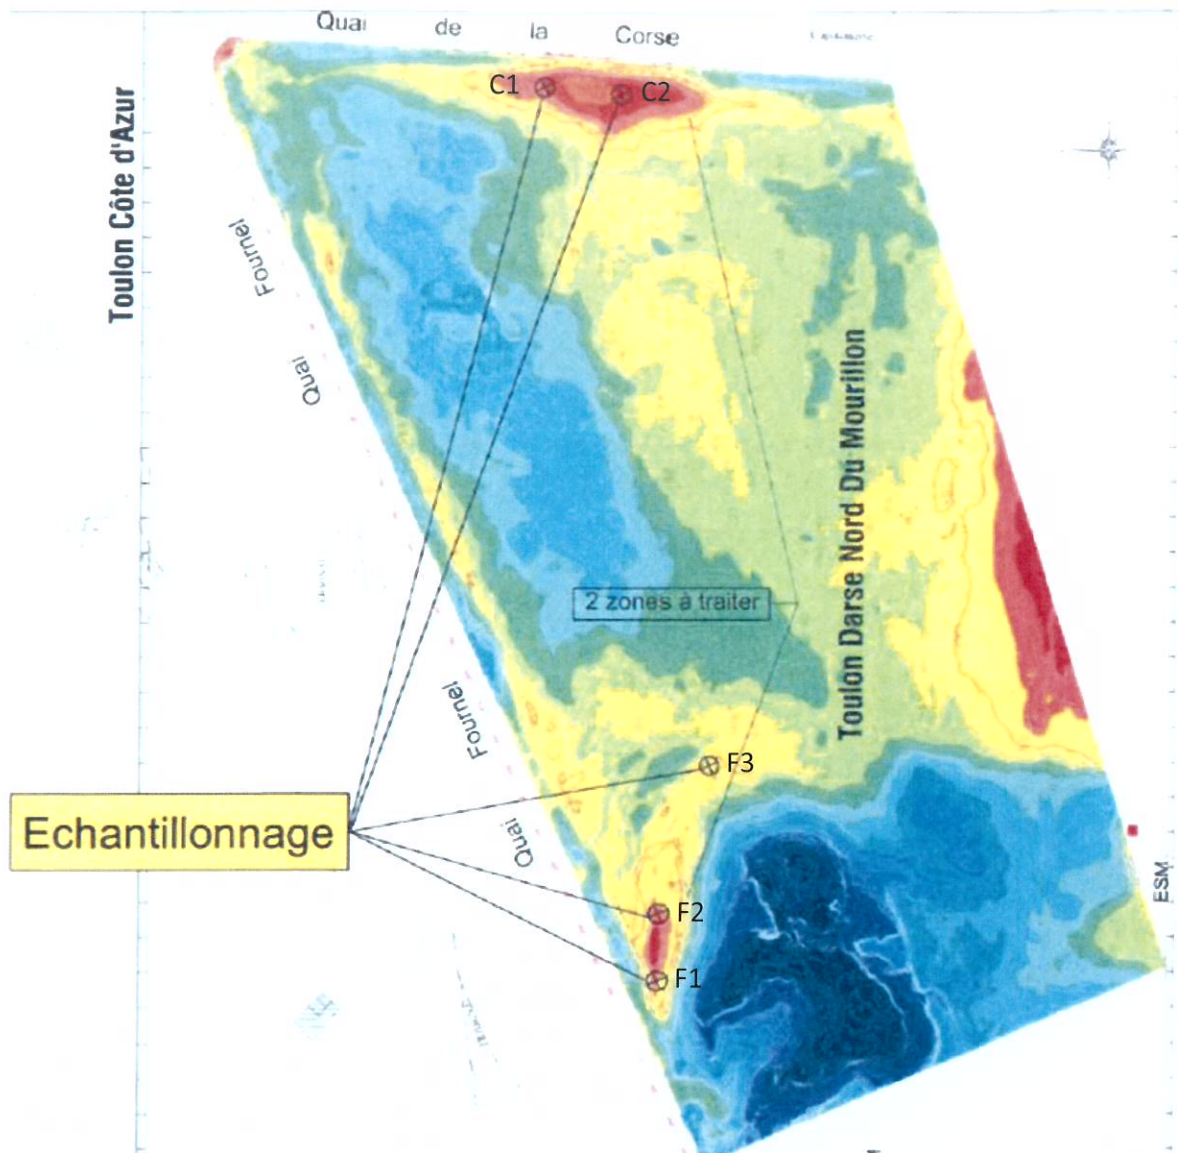 Quai de la Corse
C1
C2
Toulon Côte d'Azur
Fournel
Quai
Toulon Darse Nord Du Mourillon
2 zones à traiter
Fournel
F3
Echantillonnage
Quai
F2
ESM
F1